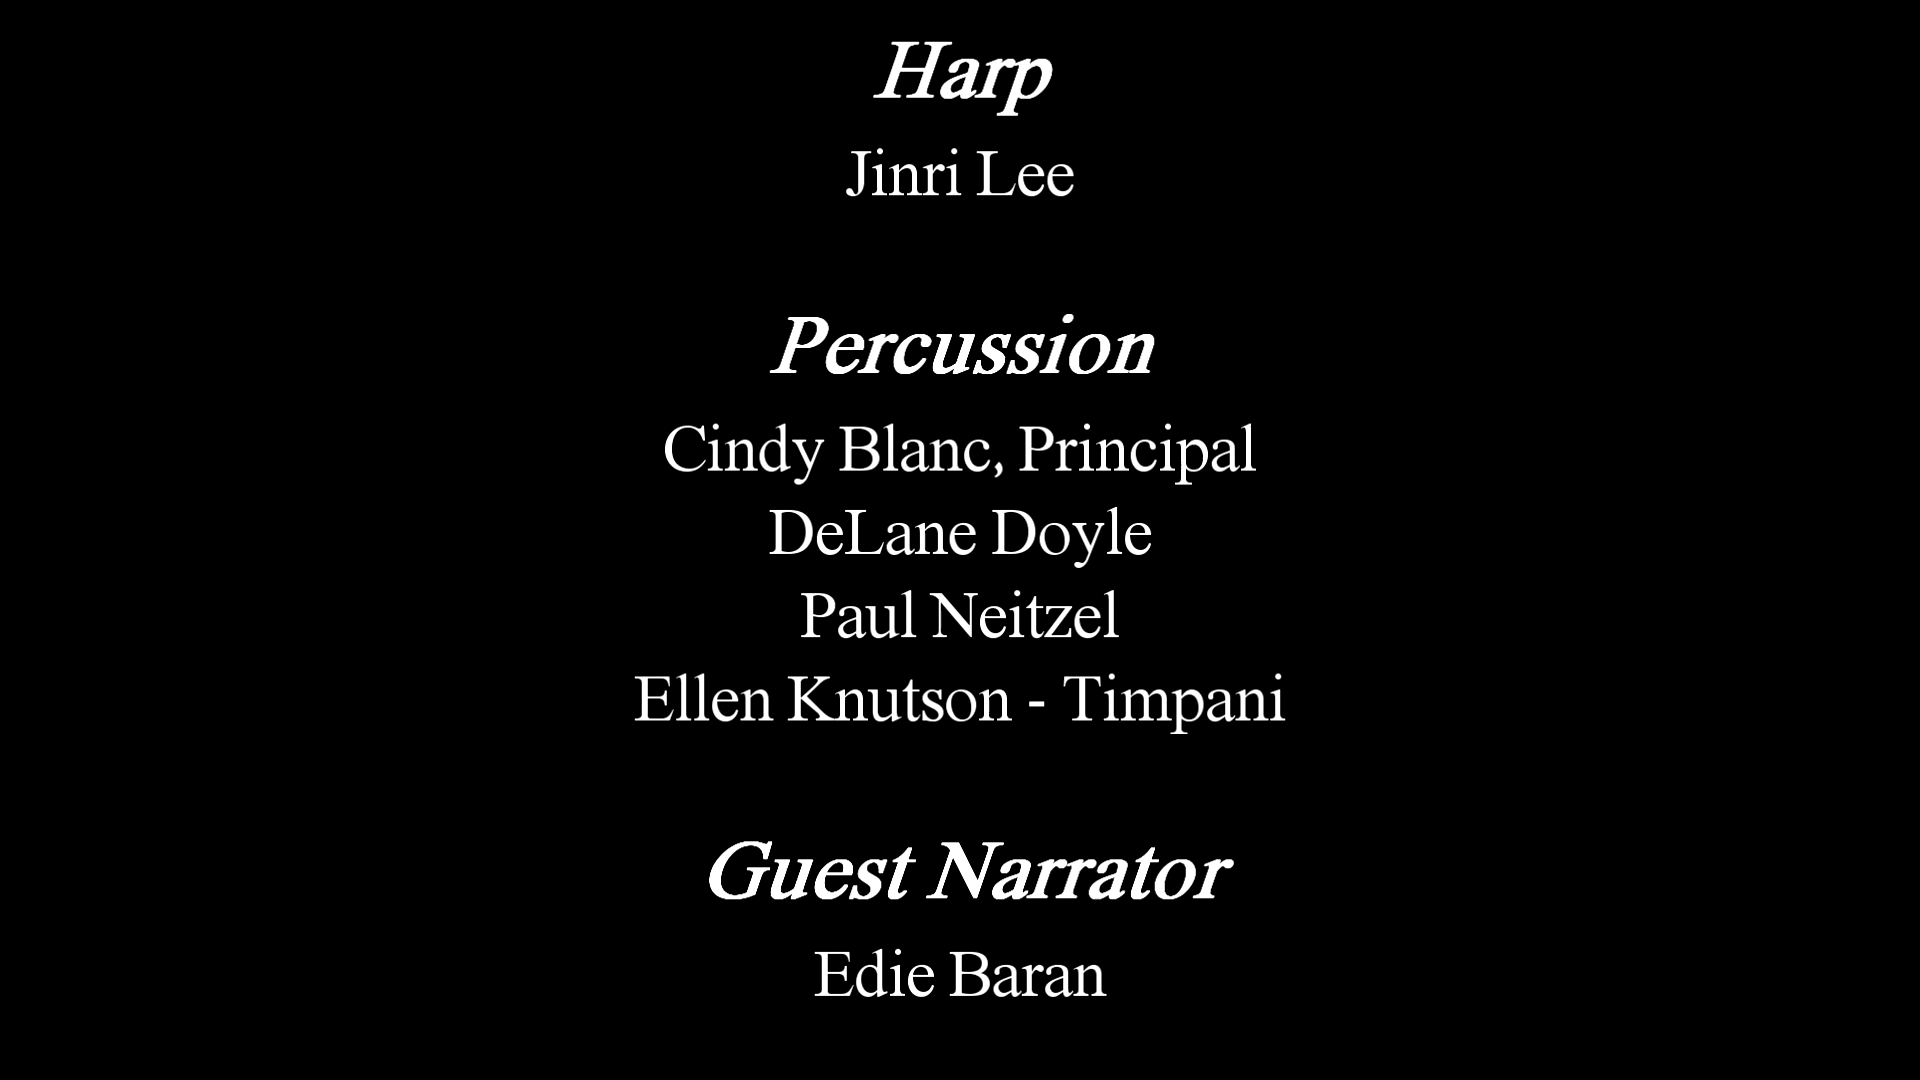 Harp
Jinri Lee
Percussion
Cindy Blanc, Principal
DeLane Doyle
Paul Neitzel
Ellen Knutson - Timpani
Guest Narrator
Edie Baran